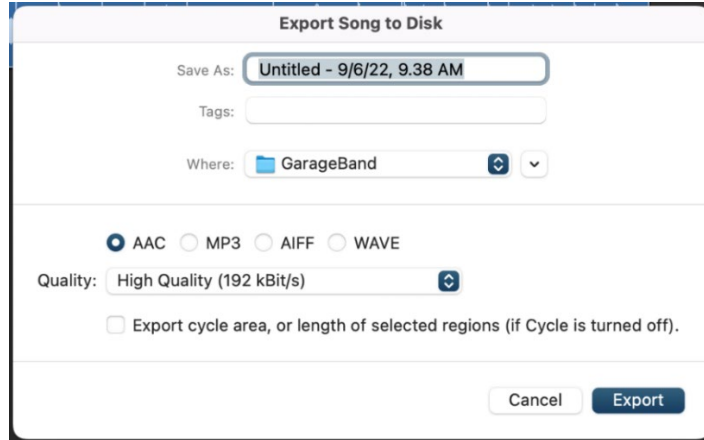 Export Song to Disk
Save As: Untitled - 9/6/22, 9.38 AM
Tags:
Where: GarageBand
AAC MP3 AIFF WAVE
Quality: High Quality (192 kBit/s)
Export cycle area, or length of selected regions (if Cycle is turned off).
Cancel Export